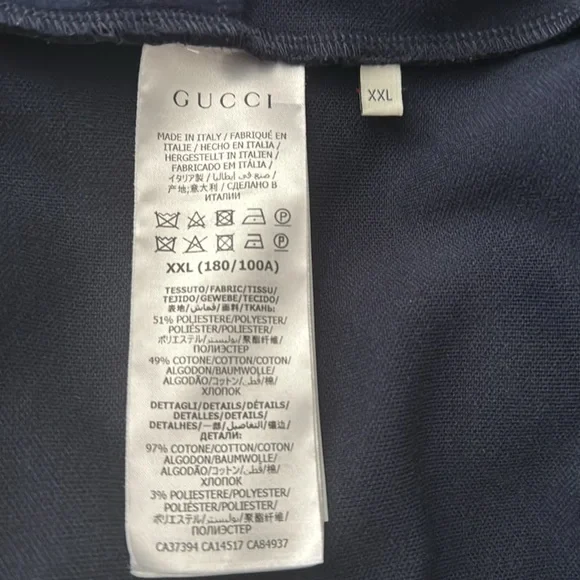 GUCCI
MADE IN ITALY / FABRIQUÉ EN
ITALIE / HECHO EN ITALIA /
HERGESTELLT IN ITALIEN /
FABRICADO EM ITÁLIA /
イタリア製 / صنع في ايطاليا /
产地:意大利 / СДЕЛАНО В
ИТАЛИИ
XXL (180/100A)
TESSUTO/FABRIC/TISSU/
TEJIDO/GEWEBE/TECIDO/
表地/قماش/面料/ТКАНЬ:
51% POLIESTERE/POLYESTER/
POLIÉSTER/POLIESTER/
ポリエステル/بوليستر/聚酯纤维/
ПОЛИЭСТЕР
49% COTONE/COTTON/COTON/
ALGODON/BAUMWOLLE/
ALGODÃO/コットン/قطن/棉/
ХЛОПОК
DETTAGLI/DETAILS/DÉTAILS/
DETALLES/DETAILS/
DETALHES/一部/التفاصيل/镶边/
ДЕТАЛИ:
97% COTONE/COTTON/COTON/
ALGODON/BAUMWOLLE/
ALGODÃO/コットン/قطن/棉/
ХЛОПОК
3% POLIESTERE/POLYESTER/
POLIÉSTER/POLIESTER/
ポリエステル/بوليستر/聚酯纤维/
ПОЛИЭСТЕР
CA37394 CA14517 CA84937
XXL